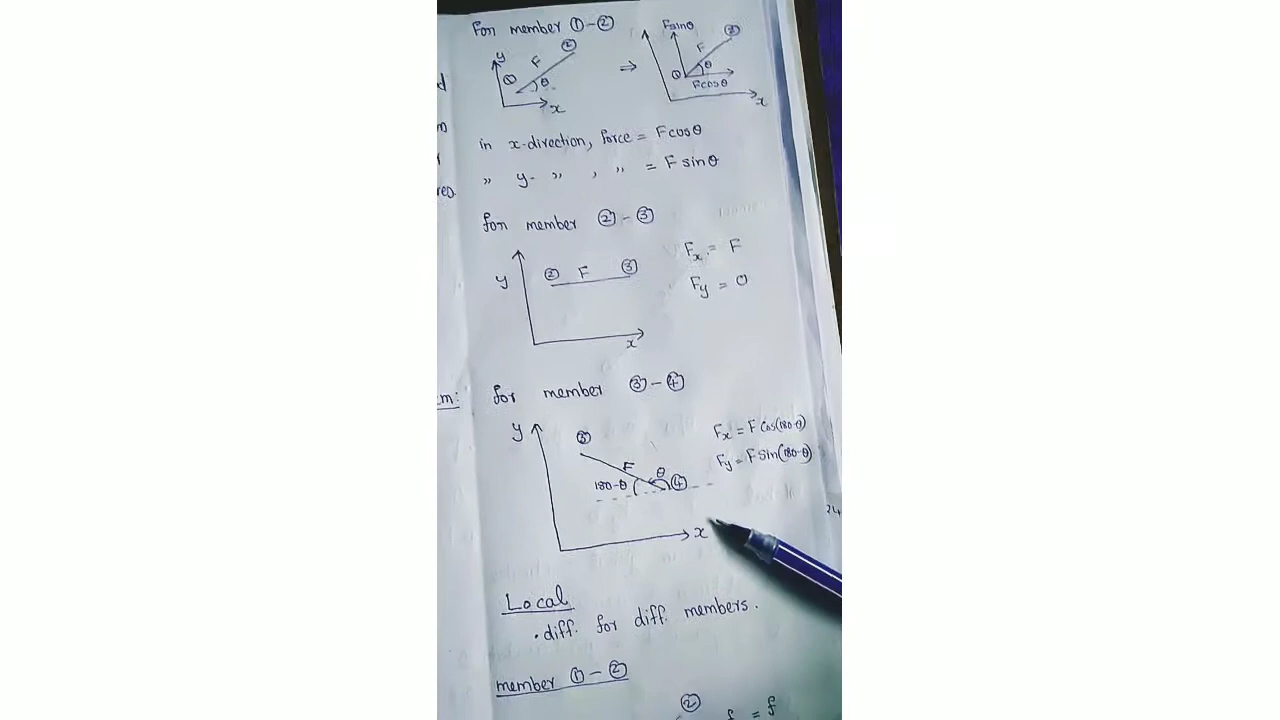 for member ①-②
y ② F ① θ x
⇒
Fsinθ ② F θ ① Fcosθ x
in x-direction, force = F cosθ
" y- " , " = F sinθ
for member ②-③
y ② F ③ x
Fx = F
Fy = 0
for member ③-④
y ③ F θ 180-θ ④ x
Fx = F Cos(180-θ)
Fy = F Sin(180-θ)
m:
24
Local
. diff. for diff. members.
member ①-②
②
f = f